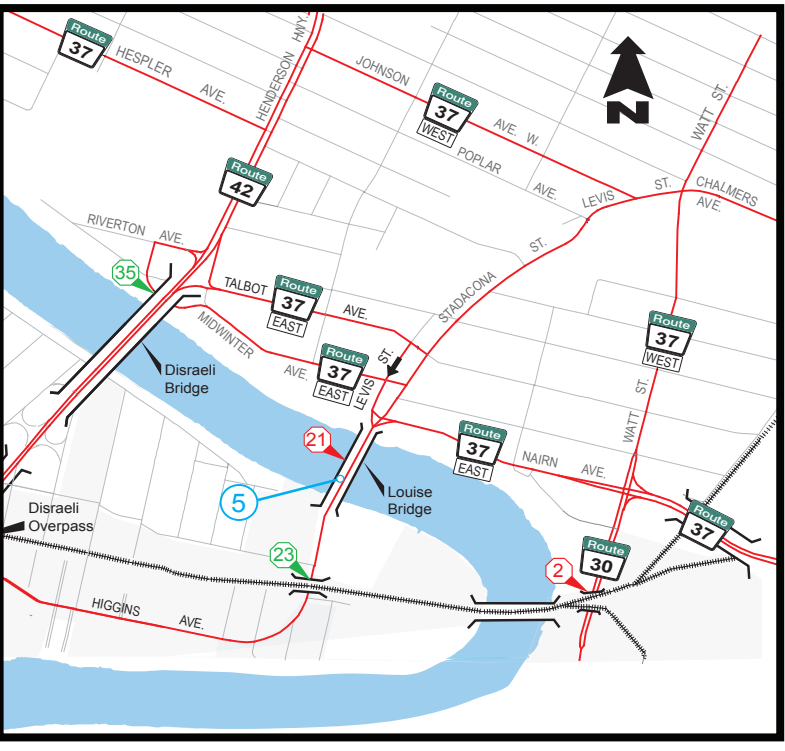 Route
37
HESPLER
AVE.
HENDERSON
HWY.
JOHNSON
AVE. W.
Route
37
WEST
POPLAR
AVE.
N
WATT
ST.
LEVIS
ST.
CHALMERS
AVE.
Route
42
RIVERTON
AVE.
35
TALBOT
AVE.
Route
37
EAST
STADACONA
ST.
MIDWINTER
AVE.
Route
37
EAST
LEVIS
ST.
Route
37
WEST
WATT
ST.
Disraeli
Bridge
21
5
Louise
Bridge
Route
37
EAST
NAIRN
AVE.
Route
37
Disraeli
Overpass
23
2
Route
30
HIGGINS
AVE.